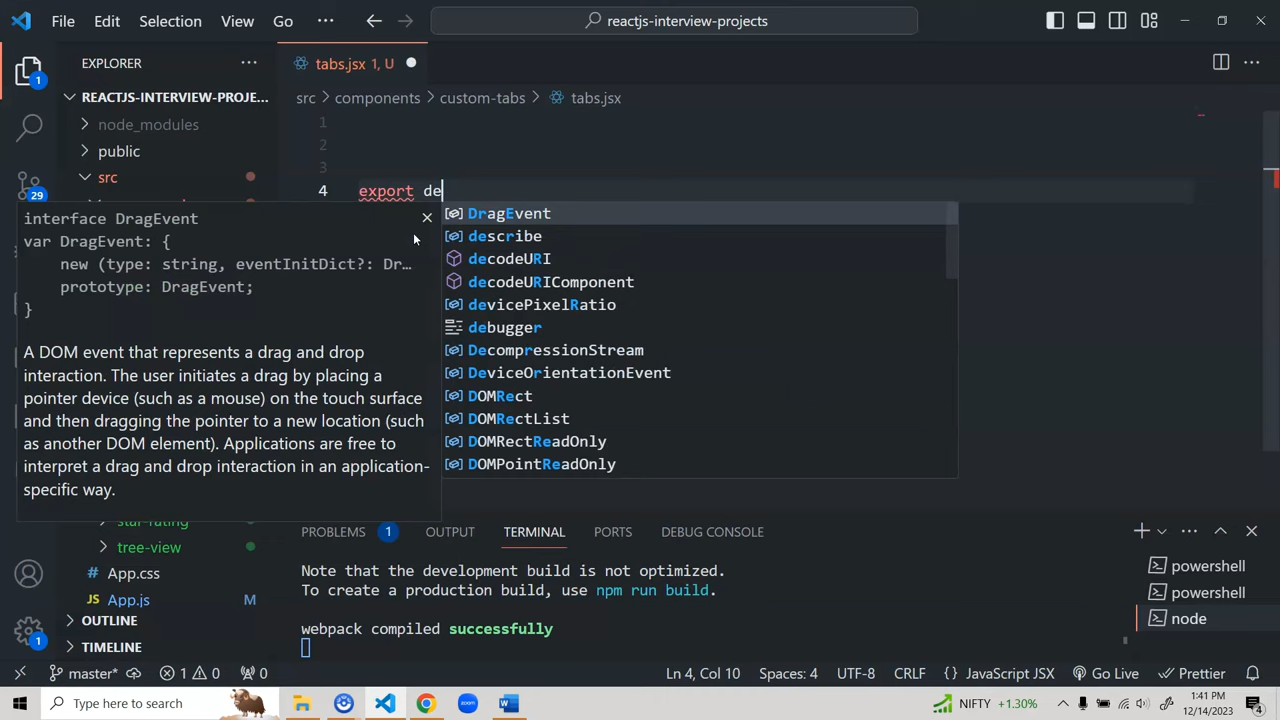 File Edit Selection View Go ··· reactjs-interview-projects
EXPLORER ···
tabs.jsx 1, U
REACTJS-INTERVIEW-PROJE...
src > components > custom-tabs > tabs.jsx
node_modules
public
src
1
2
3
4 export de
1
29
interface DragEvent
var DragEvent: {
new (type: string, eventInitDict?: Dr…
prototype: DragEvent;
}
A DOM event that represents a drag and drop
interaction. The user initiates a drag by placing a
pointer device (such as a mouse) on the touch surface
and then dragging the pointer to a new location (such
as another DOM element). Applications are free to
interpret a drag and drop interaction in an application-
specific way.
DragEvent
describe
decodeURI
decodeURIComponent
devicePixelRatio
debugger
DecompressionStream
DeviceOrientationEvent
DOMRect
DOMRectList
DOMRectReadOnly
DOMPointReadOnly
star-rating
tree-view
# App.css
JS App.js M
OUTLINE
TIMELINE
1
PROBLEMS 1 OUTPUT TERMINAL PORTS DEBUG CONSOLE
Note that the development build is not optimized.
To create a production build, use npm run build.
webpack compiled successfully
powershell
powershell
node
master* 1 0 0 Ln 4, Col 10 Spaces: 4 UTF-8 CRLF {} JavaScript JSX Go Live Prettier
Type here to search
NIFTY +1.30%
1:41 PM
12/14/2023
4
zoom